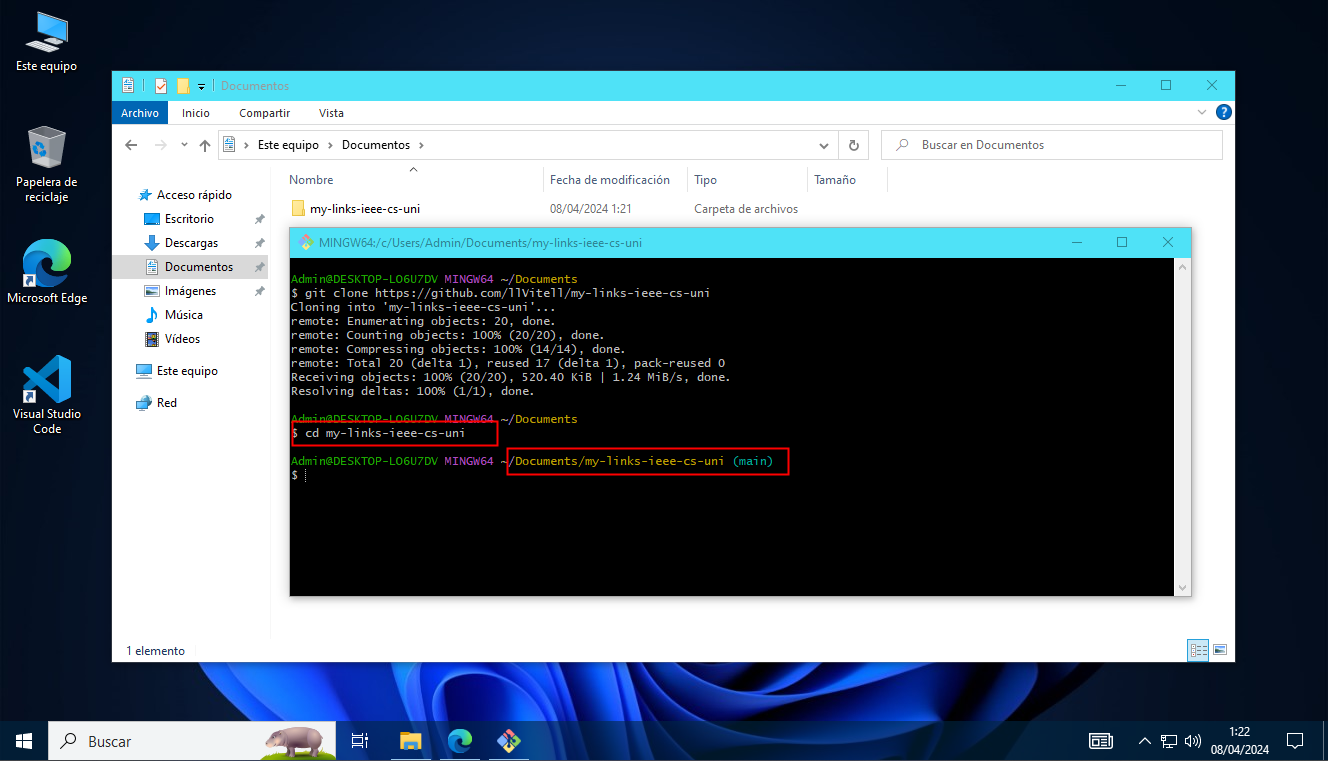 Este equipo
Papelera de
reciclaje
Microsoft Edge
Visual Studio
Code
Documentos
Archivo Inicio Compartir Vista
Este equipo > Documentos >
Buscar en Documentos
Nombre Fecha de modificación Tipo Tamaño
my-links-ieee-cs-uni 08/04/2024 1:21 Carpeta de archivos
Acceso rápido
Escritorio
Descargas
Documentos
Imágenes
Música
Vídeos
Este equipo
Red
1 elemento
MINGW64:/c/Users/Admin/Documents/my-links-ieee-cs-uni
Admin@DESKTOP-LO6U7DV MINGW64 ~/Documents
$ git clone https://github.com/llVitell/my-links-ieee-cs-uni
Cloning into 'my-links-ieee-cs-uni'...
remote: Enumerating objects: 20, done.
remote: Counting objects: 100% (20/20), done.
remote: Compressing objects: 100% (14/14), done.
remote: Total 20 (delta 1), reused 17 (delta 1), pack-reused 0
Receiving objects: 100% (20/20), 520.40 KiB | 1.24 MiB/s, done.
Resolving deltas: 100% (1/1), done.
Admin@DESKTOP-LO6U7DV MINGW64 ~/Documents
$ cd my-links-ieee-cs-uni
Admin@DESKTOP-LO6U7DV MINGW64 ~/Documents/my-links-ieee-cs-uni (main)
$
Buscar
1:22
08/04/2024